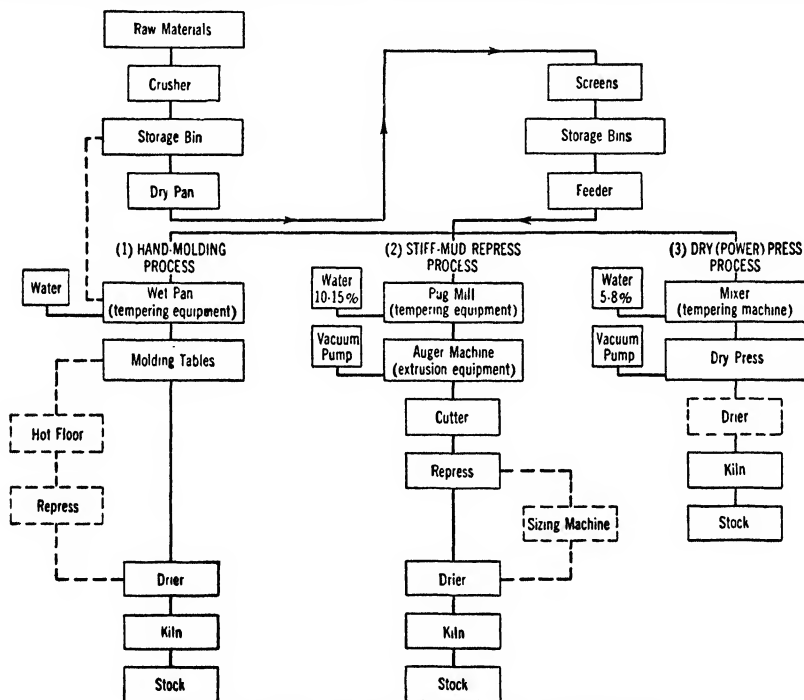 Raw Materials
Crusher
Storage Bin
Dry Pan
Screens
Storage Bins
Feeder
(1) HAND-MOLDING
PROCESS
Water
Wet Pan
(tempering equipment)
Molding Tables
Hot Floor
Repress
Drier
Kiln
Stock
(2) STIFF-MUD REPRESS
PROCESS
Water
10-15%
Pug Mill
(tempering equipment)
Vacuum
Pump
Auger Machine
(extrusion equipment)
Cutter
Repress
Sizing Machine
Drier
Kiln
Stock
(3) DRY (POWER) PRESS
PROCESS
Water
5-8%
Mixer
(tempering machine)
Vacuum
Pump
Dry Press
Drier
Kiln
Stock